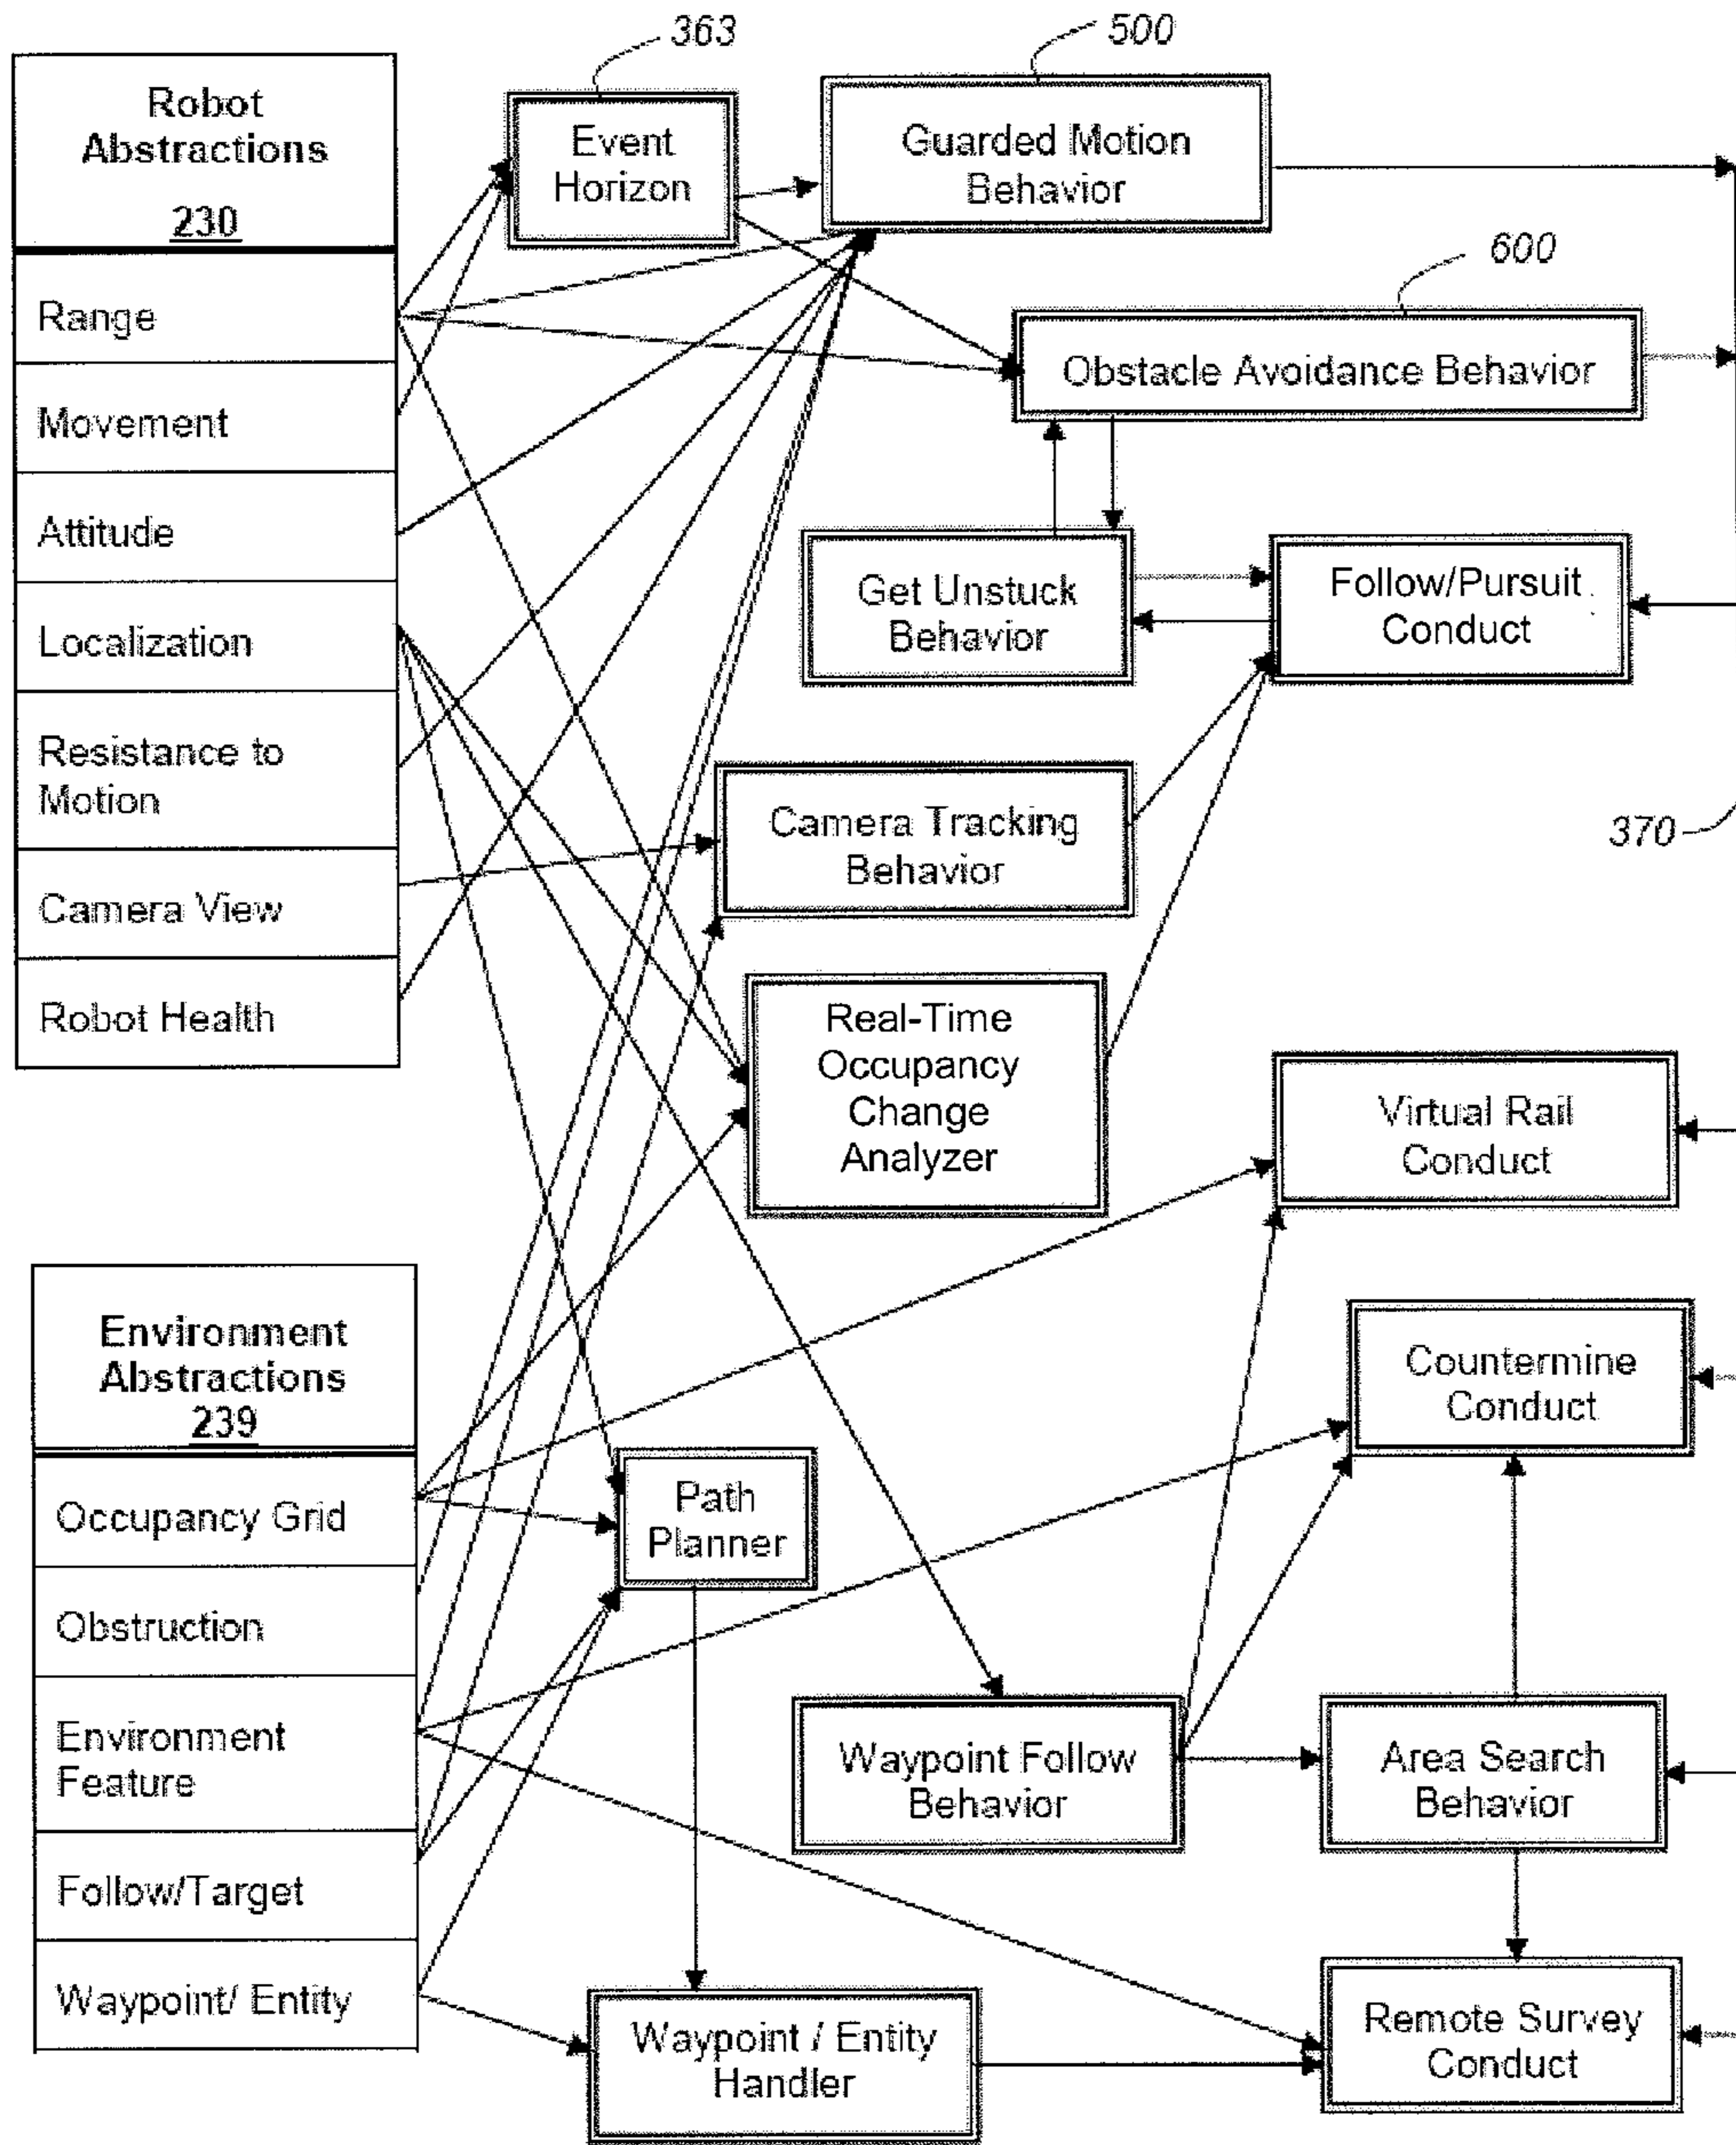 363
500
Robot
Abstractions
230
Range
Movement
Attitude
Localization
Resistance to
Motion
Camera View
Robot Health
Event
Horizon
Guarded Motion
Behavior
600
Obstacle Avoidance Behavior
Get Unstuck
Behavior
Follow/Pursuit
Conduct
370
Camera Tracking
Behavior
Real-Time
Occupancy
Change
Analyzer
Virtual Rail
Conduct
Environment
Abstractions
239
Occupancy Grid
Obstruction
Environment
Feature
Follow/Target
Waypoint/ Entity
Countermine
Conduct
Path
Planner
Waypoint Follow
Behavior
Area Search
Behavior
Waypoint / Entity
Handler
Remote Survey
Conduct